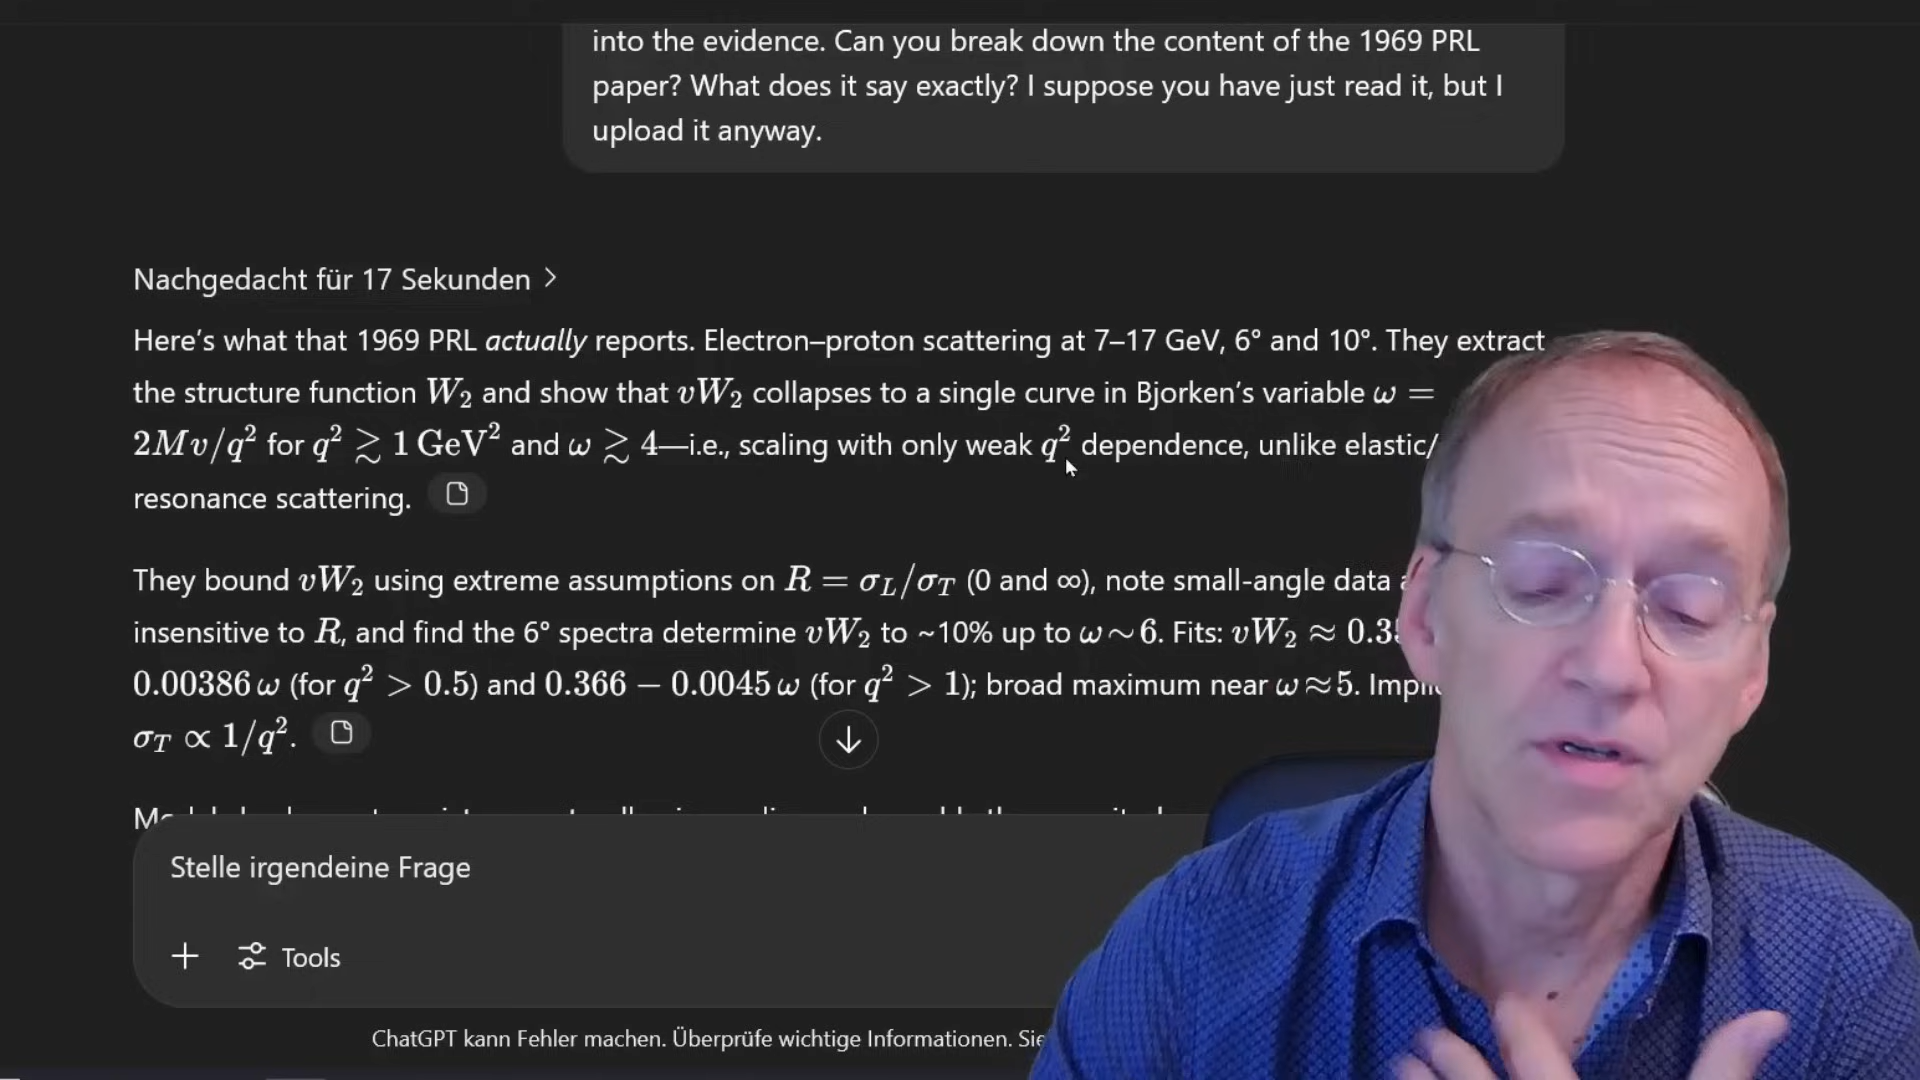 into the evidence. Can you break down the content of the 1969 PRL
paper? What does it say exactly? I suppose you have just read it, but I
upload it anyway.
Nachgedacht für 17 Sekunden >
Here's what that 1969 PRL actually reports. Electron–proton scattering at 7–17 GeV, 6° and 10°. They extract
the structure function W₂ and show that νW₂ collapses to a single curve in Bjorken's variable ω =
2Mν/q² for q² ≳ 1 GeV² and ω ≳ 4—i.e., scaling with only weak q² dependence, unlike elastic/
resonance scattering.
They bound νW₂ using extreme assumptions on R = σ_L/σ_T (0 and ∞), note small-angle data
insensitive to R, and find the 6° spectra determine νW₂ to ~10% up to ω ~ 6. Fits: νW₂ ≈
0.00386 ω (for q² > 0.5) and 0.366 − 0.0045 ω (for q² > 1); broad maximum near ω≈5.
σ_T ∝ 1/q².
Stelle irgendeine Frage
+ Tools
ChatGPT kann Fehler machen. Überprüfe wichtige Informationen.